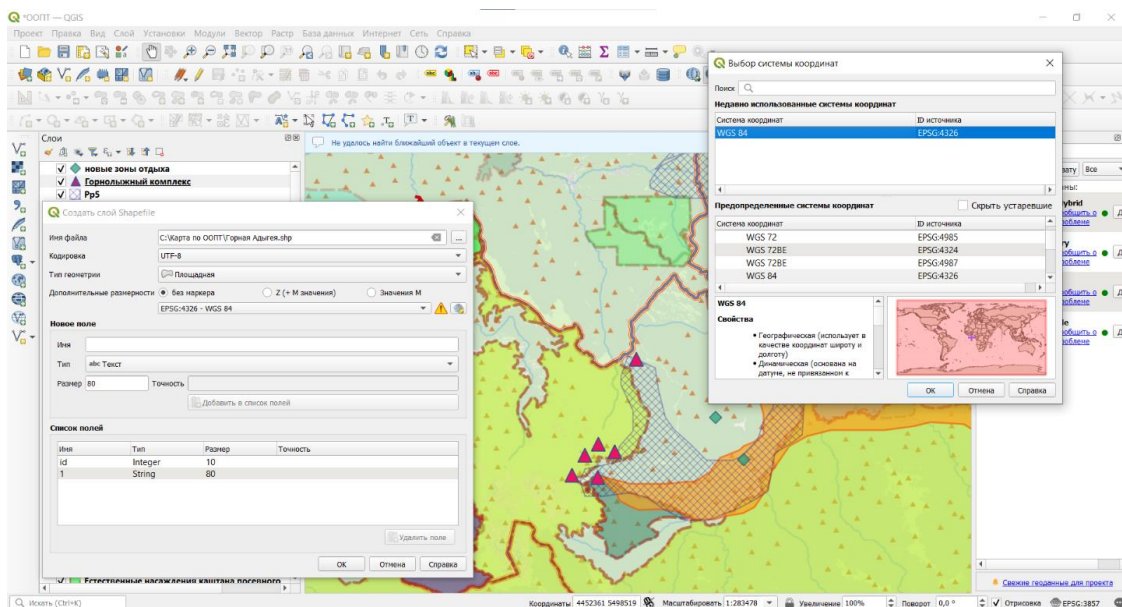 *ООПТ — QGIS
Проект Правка Вид Слой Установки Модули Вектор Растр База данных Интернет Сеть Справка
Слои
Не удалось найти ближайший объект в текущем слое.
новые зоны отдыха
Горнолыжный комплекс
Pp5
Создать слой Shapefile
Имя файла C:\Карта по ООПТ\Горная Адыгея.shp ...
Кодировка UTF-8
Тип геометрии Площадная
Дополнительные размерности без маркера Z (+ M значения) Значения M
EPSG:4326 - WGS 84
Новое поле
Имя
Тип abc Текст
Размер 80 Точность
Добавить в список полей
Список полей
Имя Тип Размер Точность
id Integer 10
1 String 80
Удалить поле
ОК Отмена Справка
Естественные насаждения каштана посевного
Выбор системы координат
Поиск
Недавно использованные системы координат
Система координат ID источника
WGS 84 EPSG:4326
Предопределенные системы координат Скрыть устаревшие
Система координат ID источника
WGS 72 EPSG:4985
WGS 72BE EPSG:4324
WGS 72BE EPSG:4987
WGS 84 EPSG:4326
WGS 84
Свойства
• Географическая (использует в
качестве координат широту и
долготу)
• Динамическая (основана на
датуме, не привязанном к
ОК Отмена Справка
Все
Свежие геоданные для проекта
Искать (Ctrl+K)
Координаты 4452361 5498519 Масштабировать 1:283478 Увеличение 100% Поворот 0,0 ° Отрисовка EPSG:3857